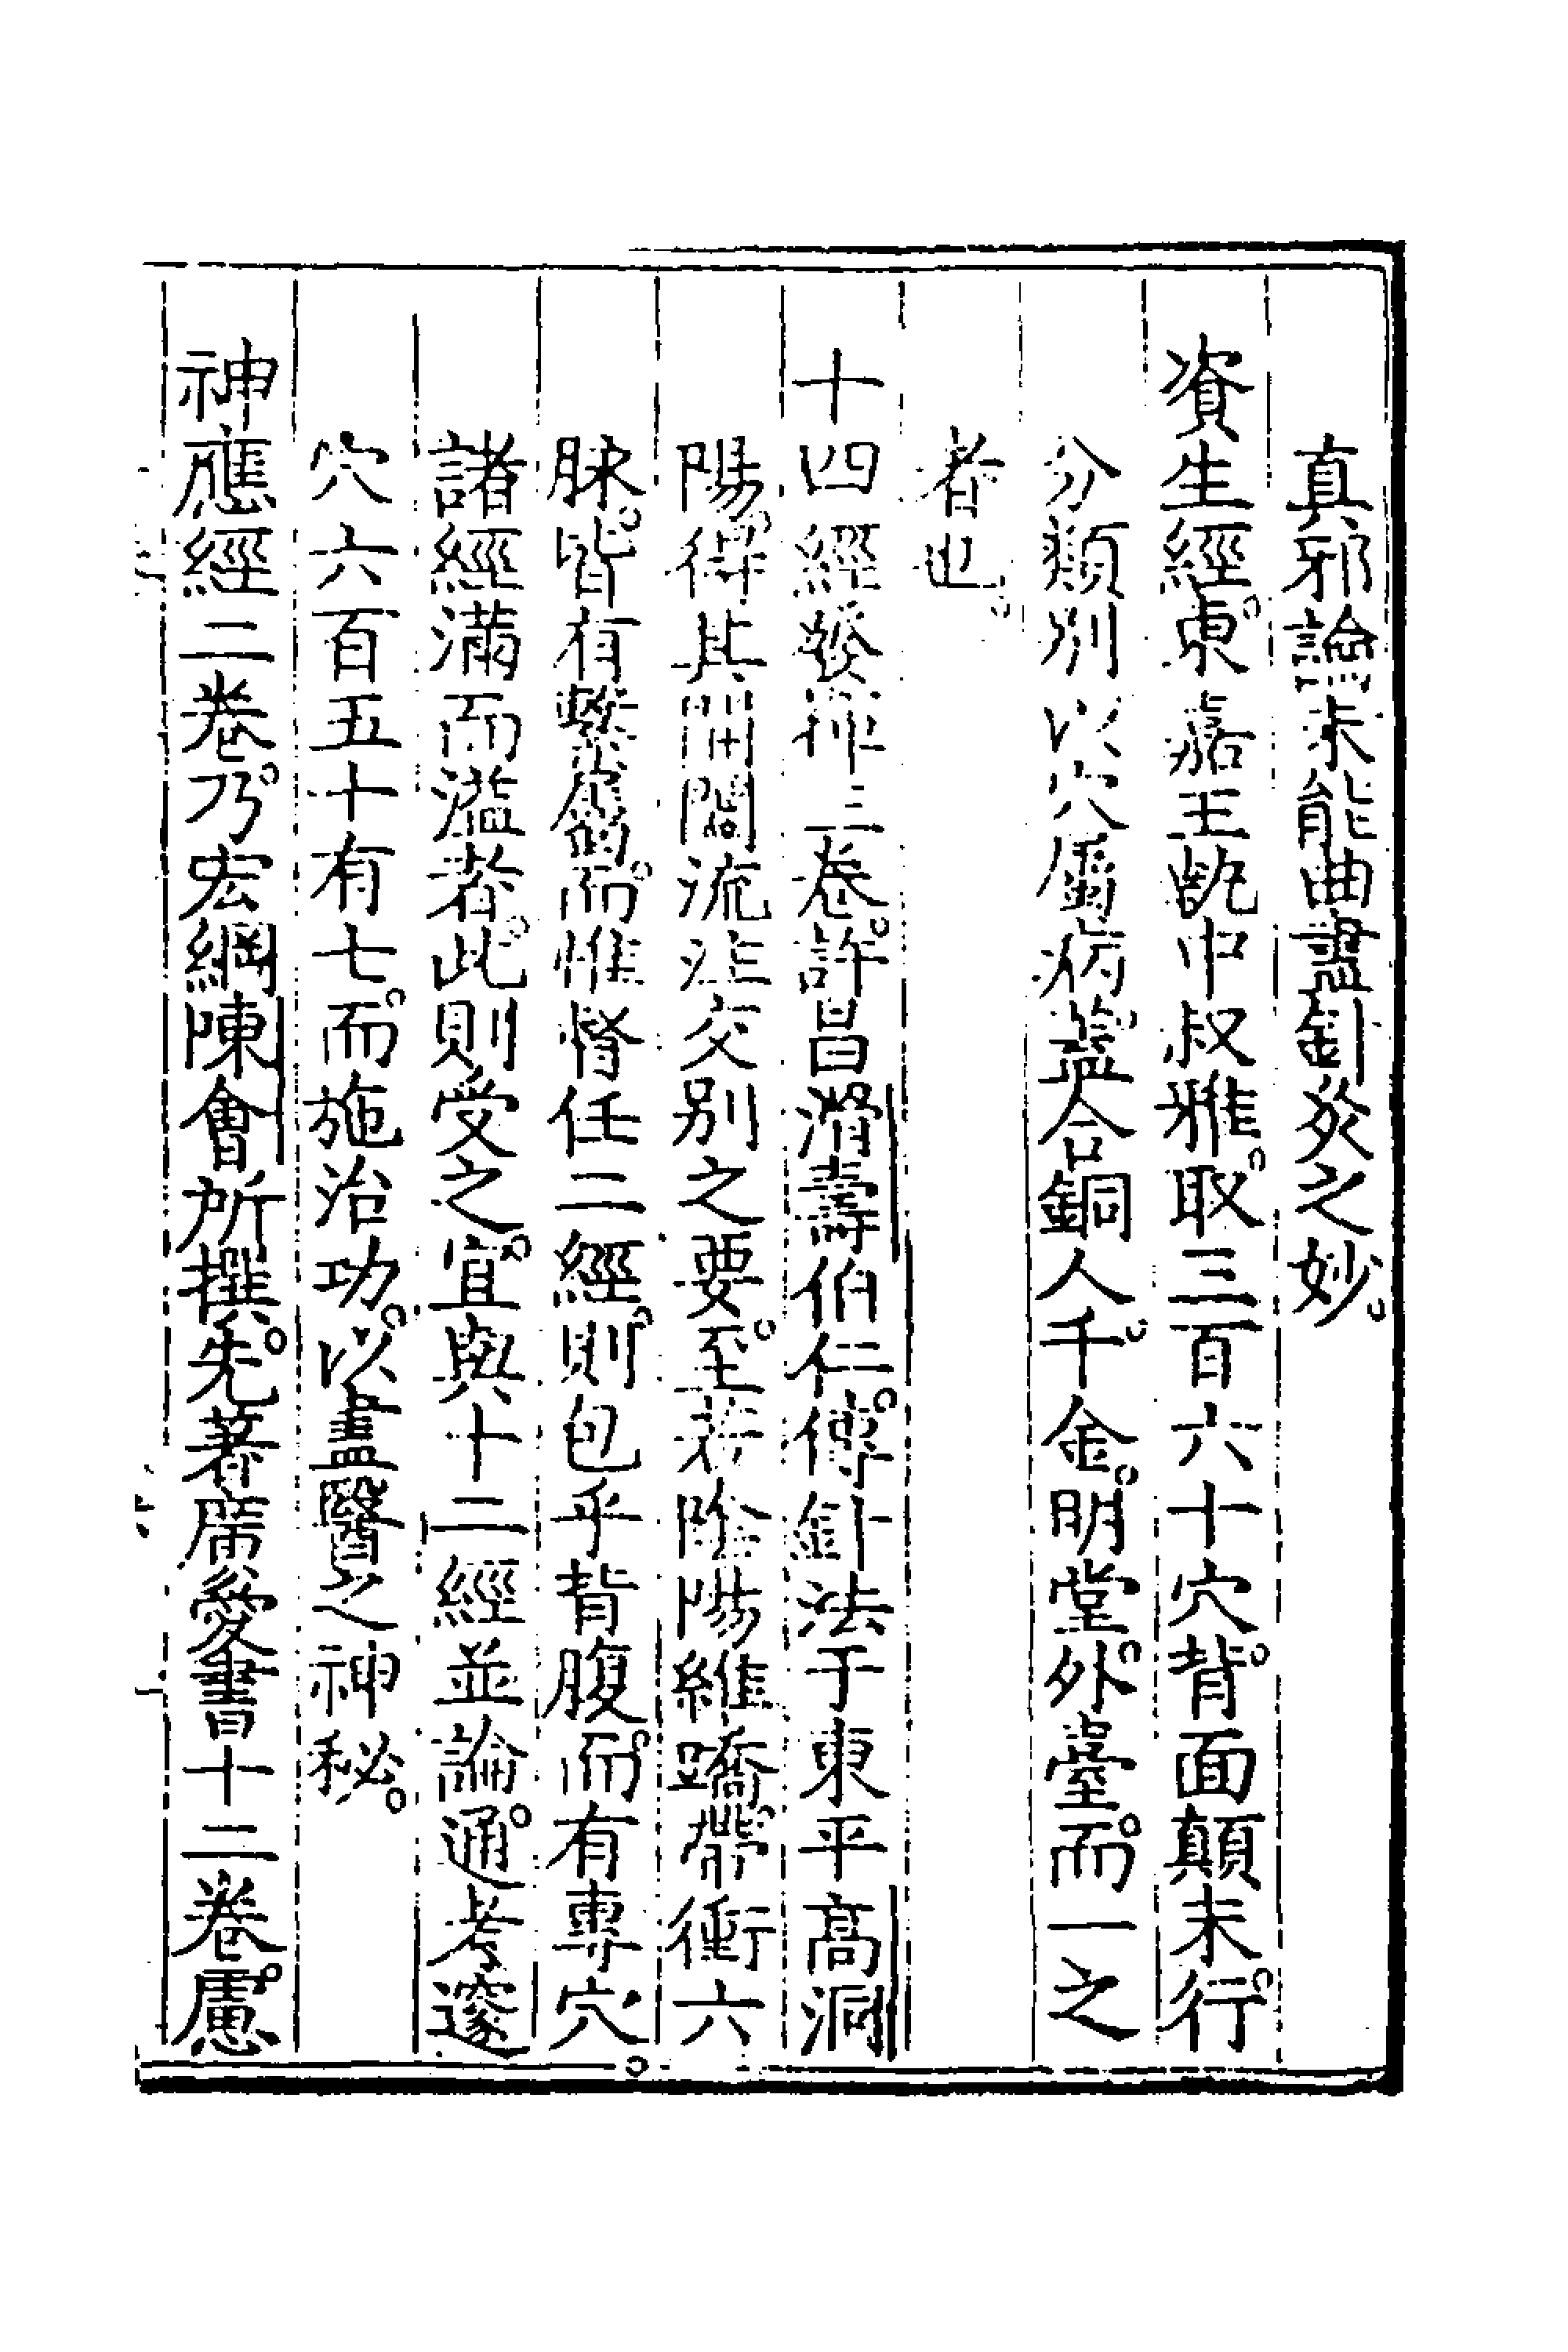 真邪論未能曲盡針灸之妙。
資生經。東嘉王執中叔雅。取三百六十穴。背面顛末。行
分類別。以穴屬病。蓋合銅人。千金。明堂。外臺。而一之
者也。
十四經發揮三卷。許昌滑壽伯仁。傳針法于東平高洞
陽。得其開闔流注交別之要。至若陰陽維蹻帶衝六
脉。皆有繫屬。而惟督任二經。則包乎背腹。而有專穴。
諸經滿而溢者。此則受之。宜與十二經並論。通考邃
穴六百五十有七。而施治功。以盡醫之神秘。
神應經二卷。乃宏綱陳會所撰。先著廣愛書十二卷。慮